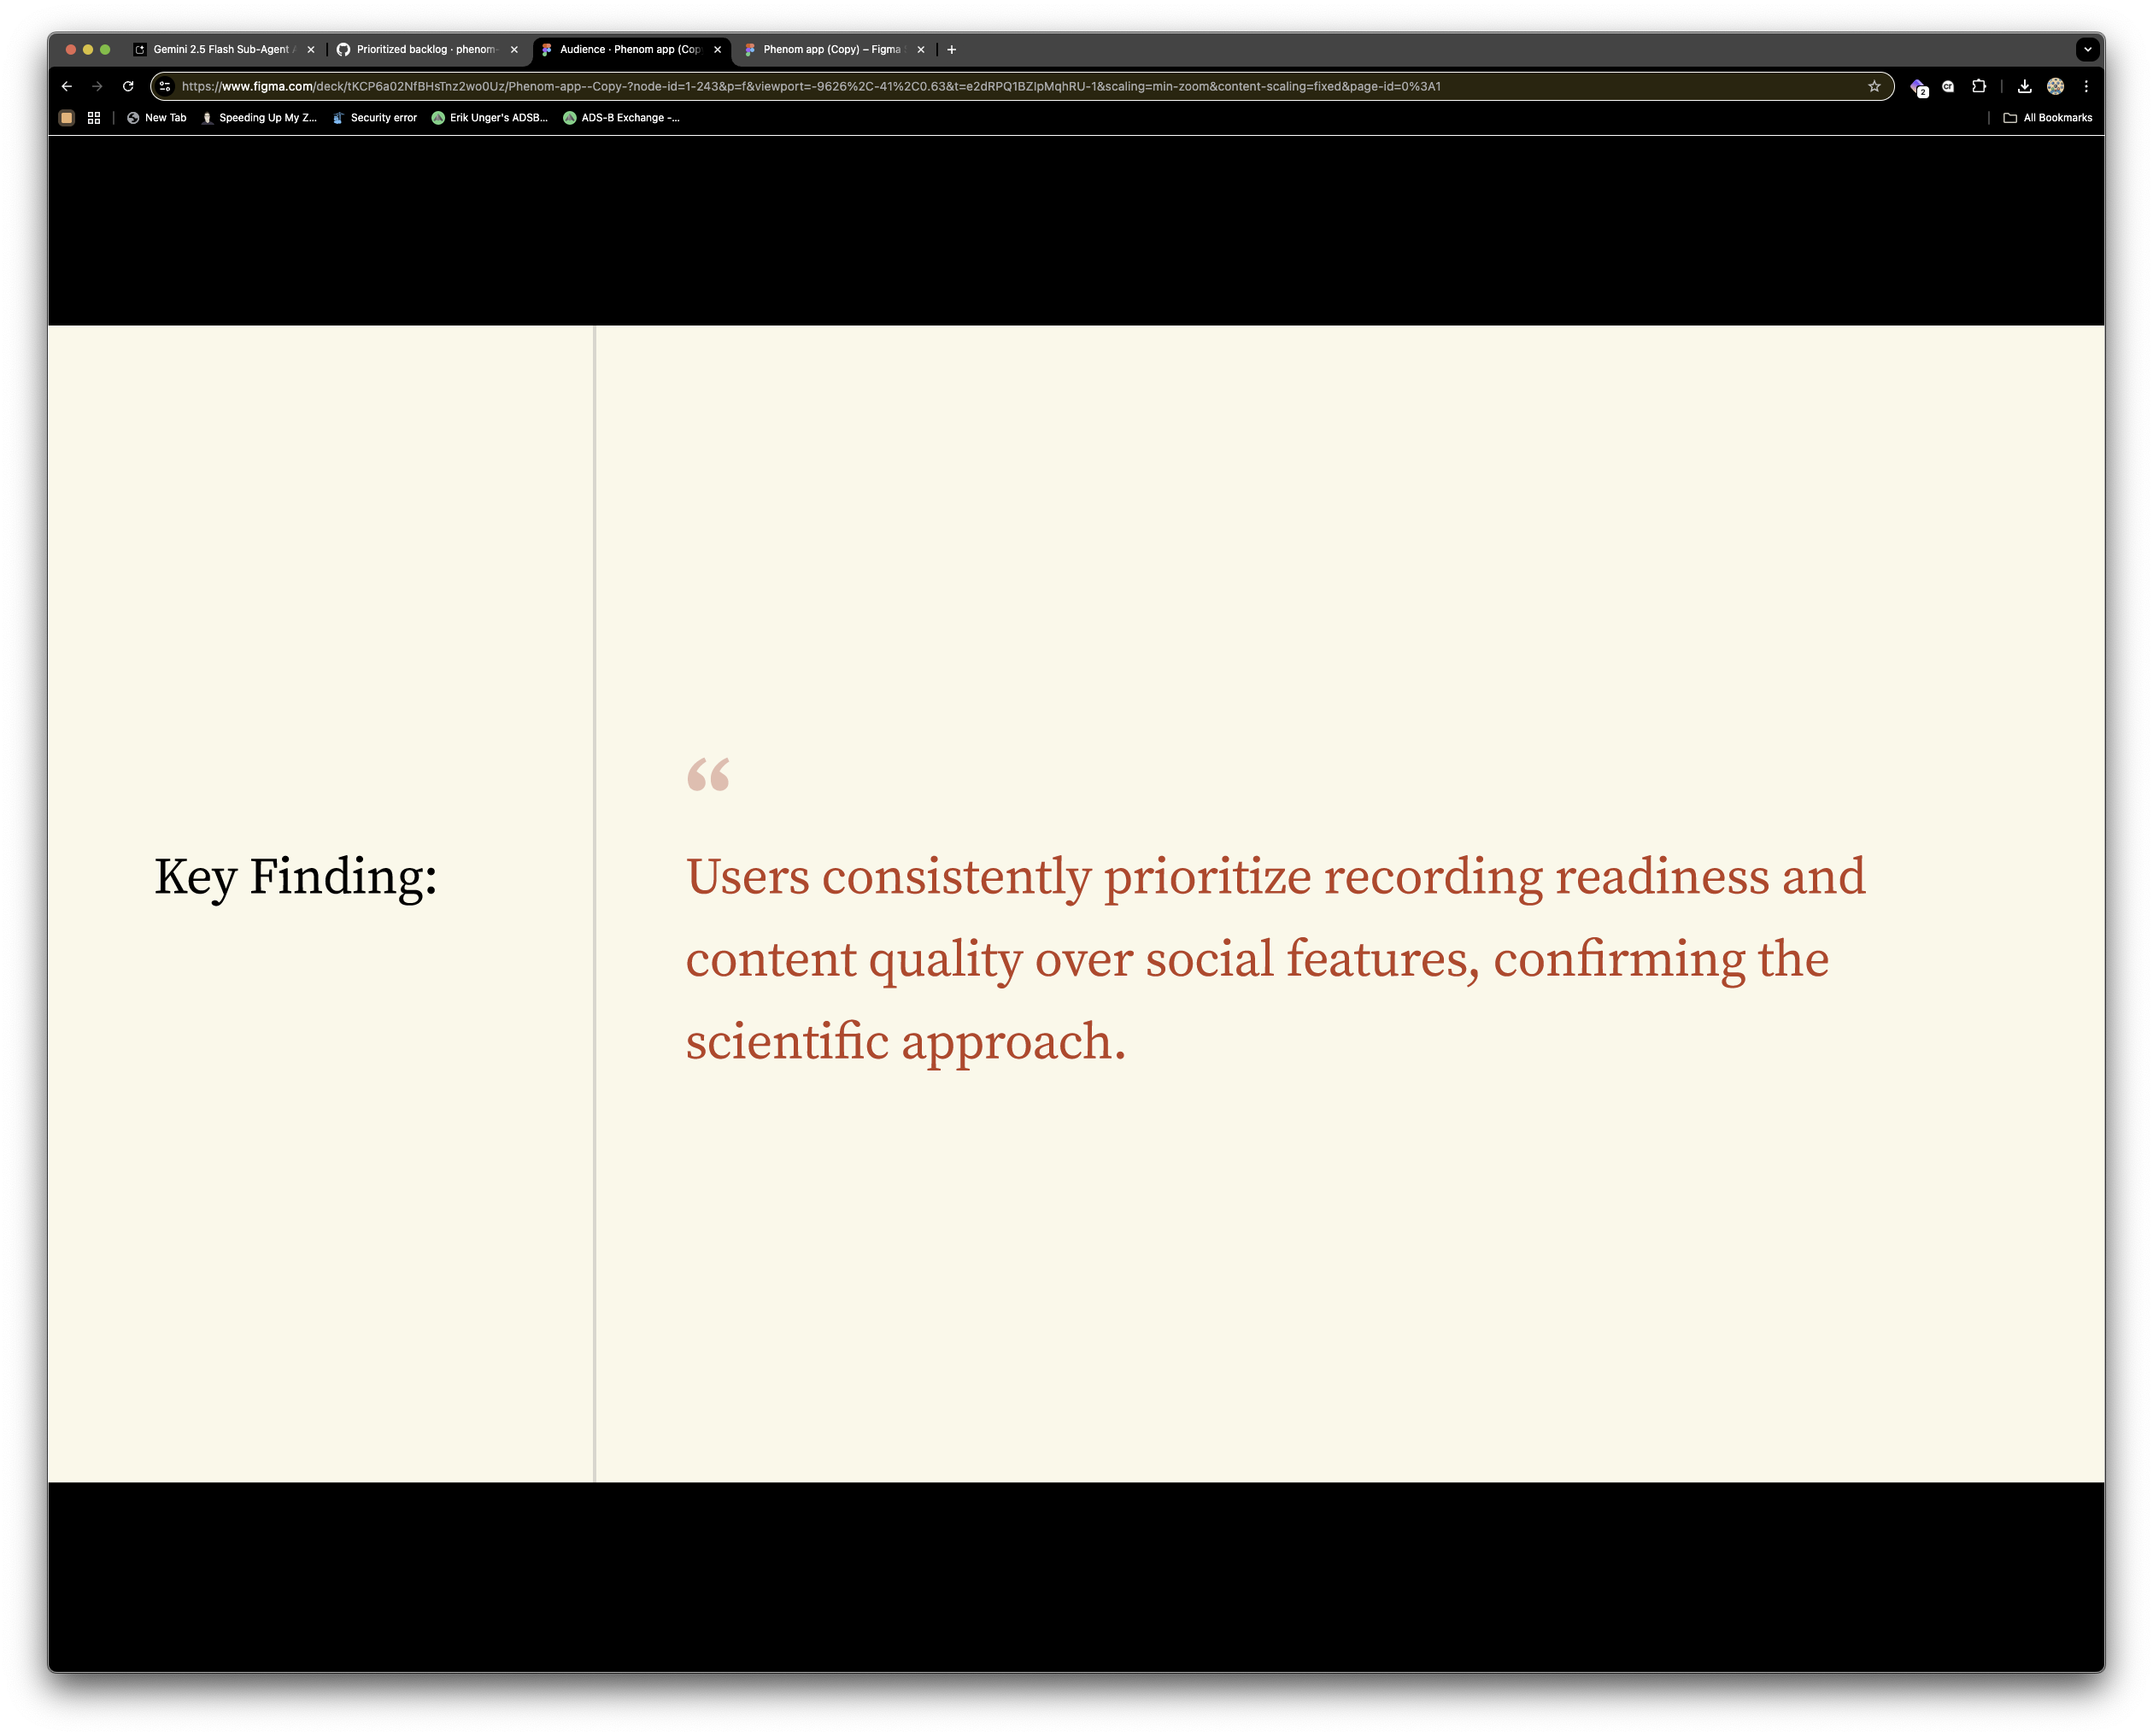 Gemini 2.5 Flash Sub-Agent
Prioritized backlog · phenom-
Audience · Phenom app (Cop
Phenom app (Copy) – Figma
https://www.figma.com/deck/tKCP6a02NfBHsTnz2wo0Uz/Phenom-app--Copy-?node-id=1-243&p=f&viewport=-9626%2C-41%2C0.63&t=e2dRPQ1BZIpMqhRU-1&scaling=min-zoom&content-scaling=fixed&page-id=0%3A1
2
New Tab
Speeding Up My Z...
Security error
Erik Unger's ADSB...
ADS-B Exchange -...
All Bookmarks
Key Finding:
“
Users consistently prioritize recording readiness and
content quality over social features, confirming the
scientific approach.